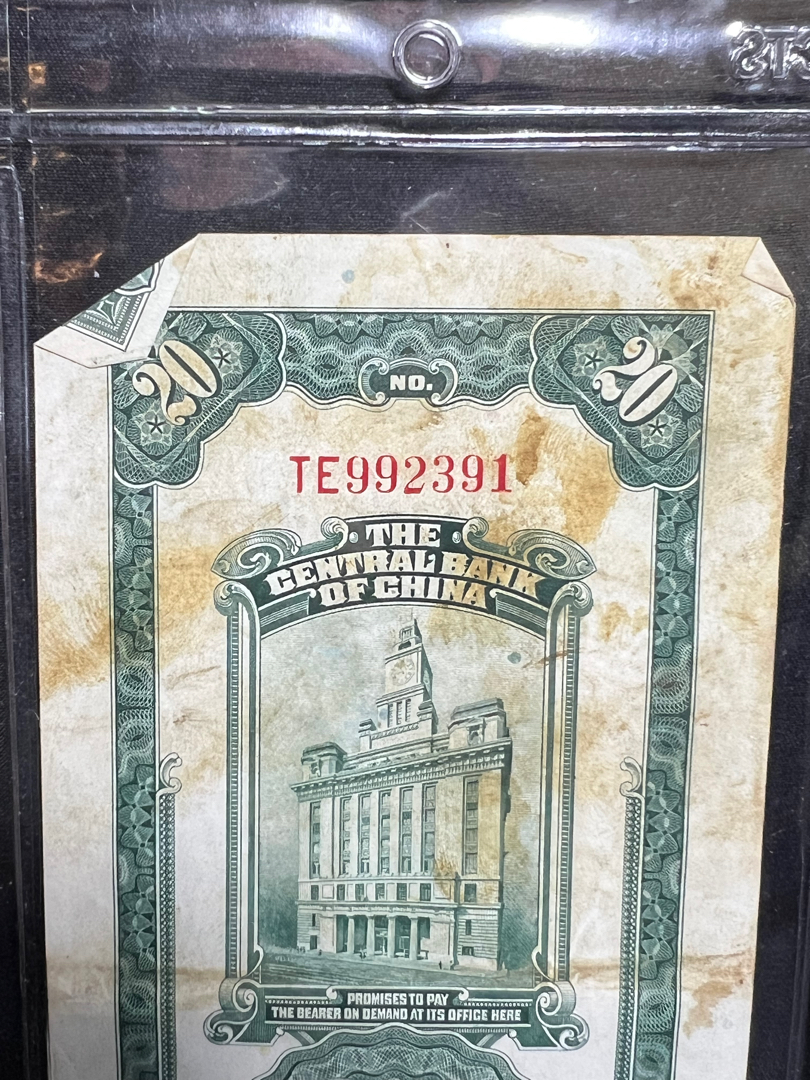 20
NO.
20
TE992391
THE
CENTRAL BANK
OF CHINA
PROMISES TO PAY
THE BEARER ON DEMAND AT ITS OFFICE HERE